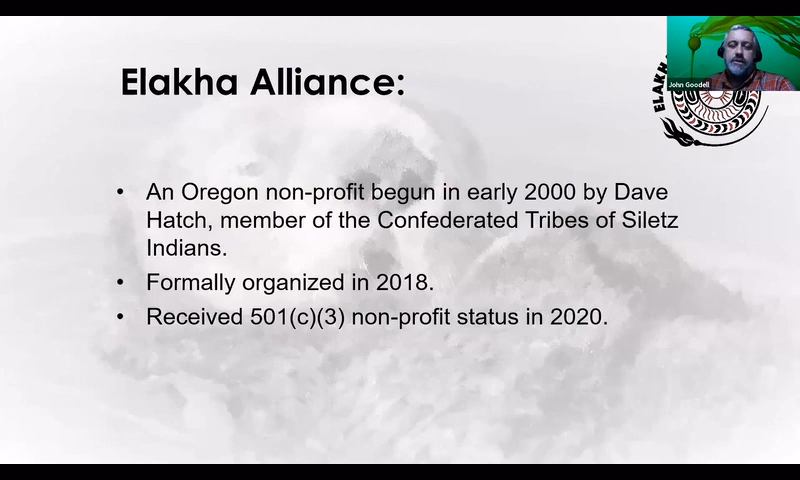 Elakha Alliance:
John Goodell
ELAKH
• An Oregon non-profit begun in early 2000 by Dave
Hatch, member of the Confederated Tribes of Siletz
Indians.
• Formally organized in 2018.
• Received 501(c)(3) non-profit status in 2020.